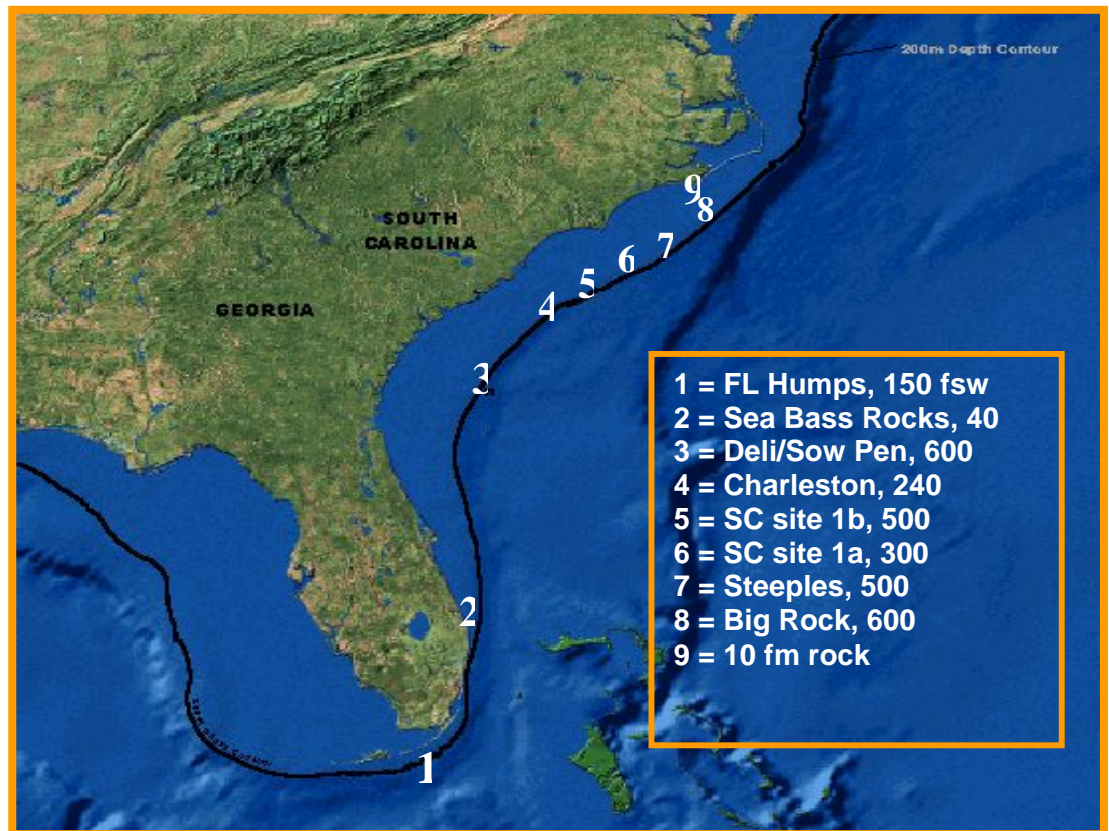 200m Depth Contour
9
8
SOUTH
CAROLINA
7
6
5
GEORGIA
4
3
1 = FL Humps, 150 fsw
2 = Sea Bass Rocks, 40
3 = Deli/Sow Pen, 600
4 = Charleston, 240
5 = SC site 1b, 500
6 = SC site 1a, 300
7 = Steeples, 500
8 = Big Rock, 600
9 = 10 fm rock
2
1